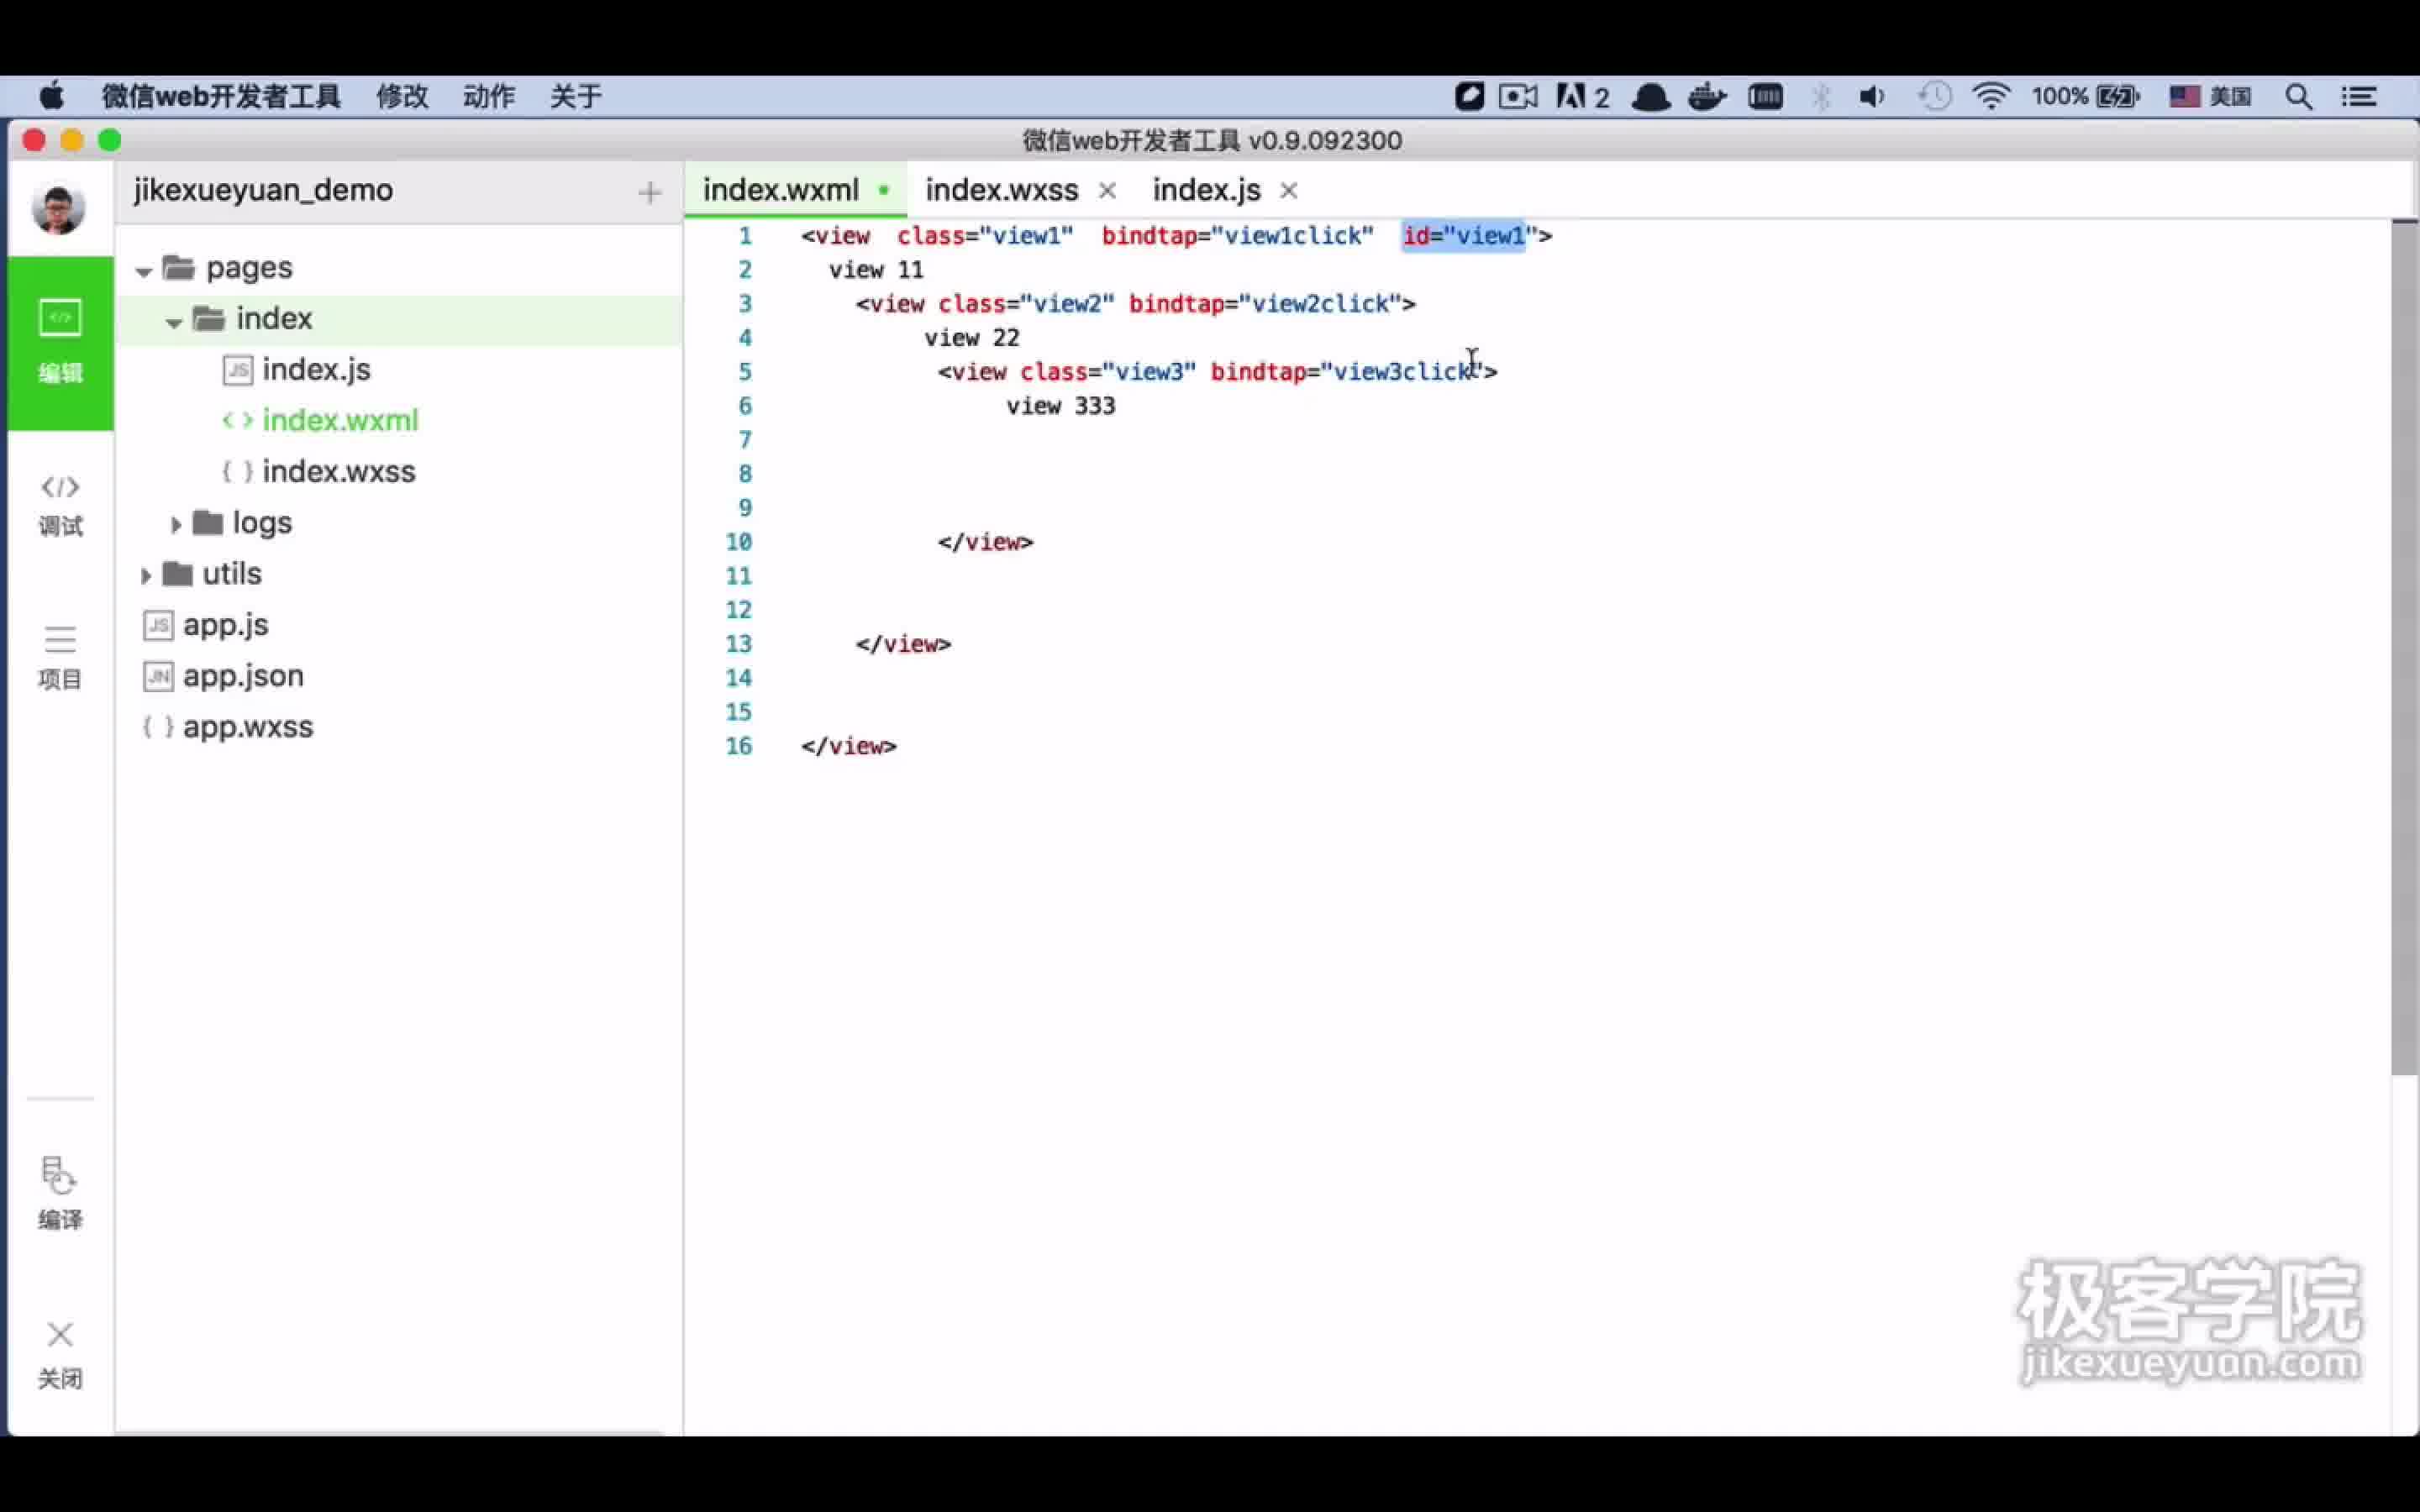 微信web开发者工具 修改 动作 关于 2 100% 美国
微信web开发者工具 v0.9.092300
jikexueyuan_demo +
index.wxml index.wxss × index.js ×
编辑
调试
项目
编译
关闭
pages
index
JS index.js
< > index.wxml
{ } index.wxss
logs
utils
JS app.js
JN app.json
{ } app.wxss
1 <view  class="view1"  bindtap="view1click"  id="view1">
2 view 11
3 <view class="view2" bindtap="view2click">
4 view 22
5 <view class="view3" bindtap="view3click">
6 view 333
7
8
9
10 </view>
11
12
13 </view>
14
15
16 </view>
极客学院
jikexueyuan.com